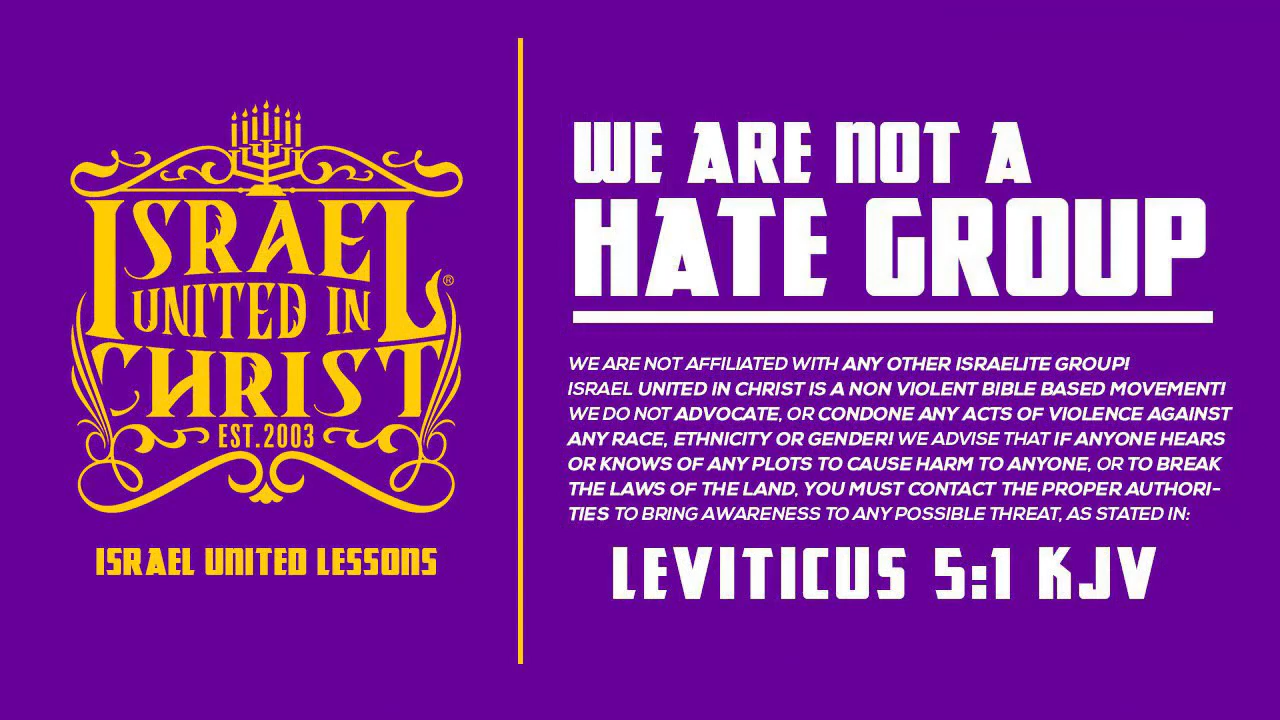 ISRAEL
UNITED IN
CHRIST
®
EST.2003
ISRAEL UNITED LESSONS
WE ARE NOT A
HATE GROUP
WE ARE NOT AFFILIATED WITH ANY OTHER ISRAELITE GROUP!
ISRAEL UNITED IN CHRIST IS A NON VIOLENT BIBLE BASED MOVEMENT!
WE DO NOT ADVOCATE, OR CONDONE ANY ACTS OF VIOLENCE AGAINST
ANY RACE, ETHNICITY OR GENDER! WE ADVISE THAT IF ANYONE HEARS
OR KNOWS OF ANY PLOTS TO CAUSE HARM TO ANYONE, OR TO BREAK
THE LAWS OF THE LAND, YOU MUST CONTACT THE PROPER AUTHORI-
TIES TO BRING AWARENESS TO ANY POSSIBLE THREAT, AS STATED IN:
LEVITICUS 5:1 KJV